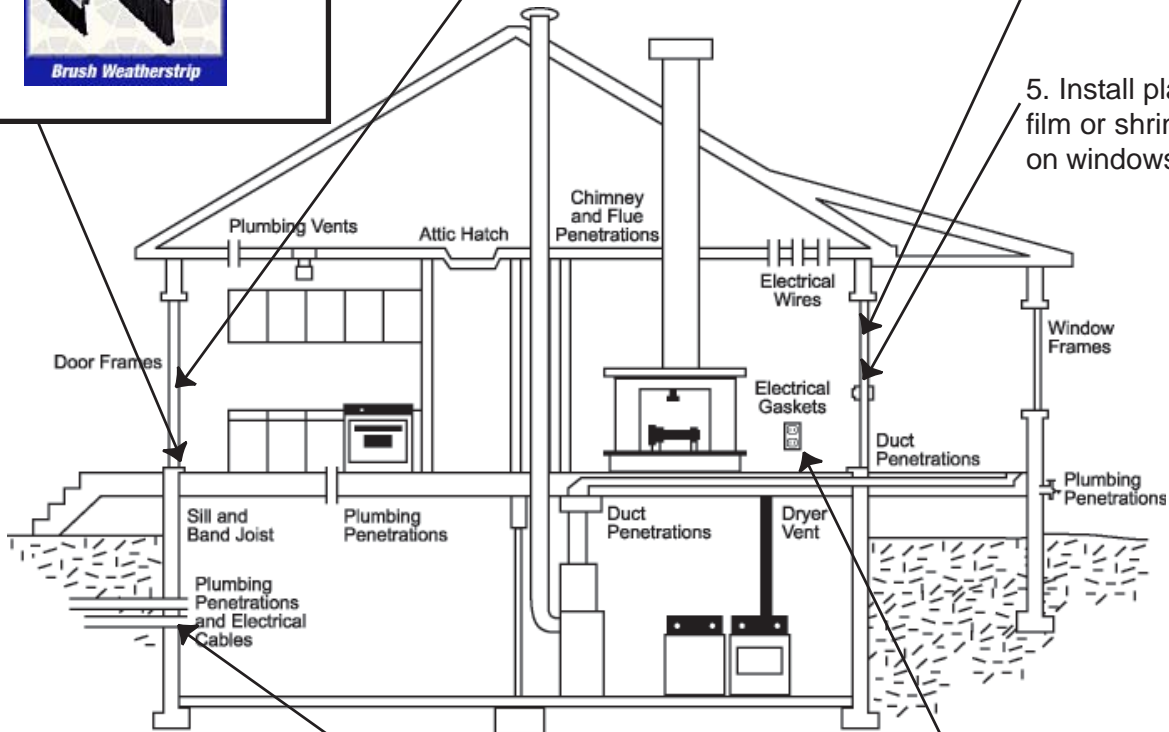 Brush Weatherstrip
5. Install
film or
on windows
Chimney
and Flue
Penetrations
Plumbing Vents
Attic Hatch
Electrical
Wires
Door Frames
Window
Frames
Electrical
Gaskets
Duct
Penetrations
Plumbing
Penetrations
Sill and
Band Joist
Plumbing
Penetrations
Duct
Penetrations
Dryer
Vent
Plumbing
Penetrations
and Electrical
Cables